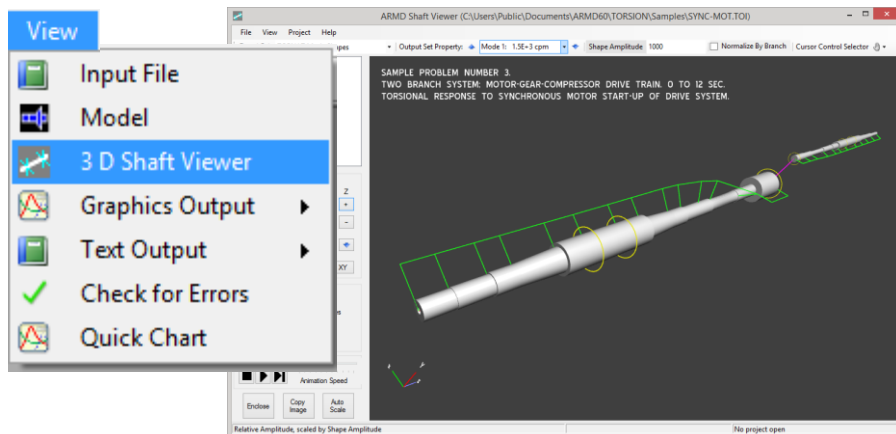 View
Input File
Model
3 D Shaft Viewer
Graphics Output
Text Output
Check for Errors
Quick Chart
ARMD Shaft Viewer (C:\Users\Public\Documents\ARMD60\TORSION\Samples\SYNC-MOT.TOI)
File View Project Help
Output Set Property: Mode 1: 1.5E+3 cpm Shape Amplitude 1000 Normalize By Branch Cursor Control Selector
SAMPLE PROBLEM NUMBER 3.
TWO BRANCH SYSTEM: MOTOR-GEAR-COMPRESSOR DRIVE TRAIN. 0 TO 12 SEC.
TORSIONAL RESPONSE TO SYNCHRONOUS MOTOR START-UP OF DRIVE SYSTEM.
Z
+
-
XY
Animation Speed
Enclose Copy Image Auto Scale
Relative Amplitude, scaled by Shape Amplitude No project open